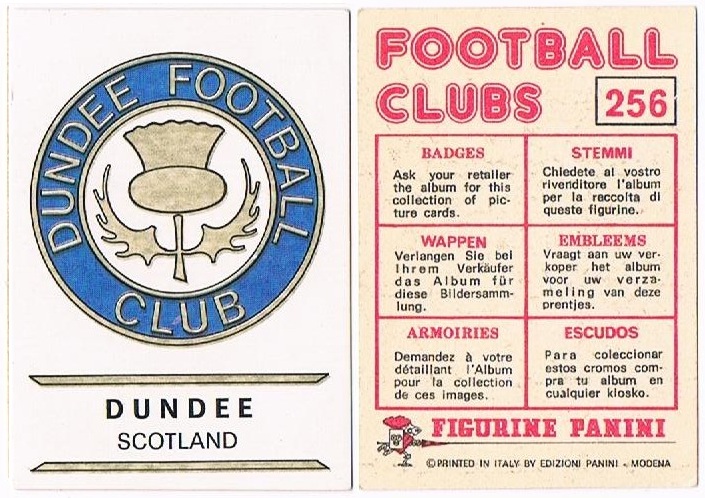 DUNDEE FOOTBALL CLUB
DUNDEE
SCOTLAND
FOOTBALL
CLUBS
256
BADGES
Ask your retailer
the album for this
collection of pic-
ture cards.
STEMMI
Chiedete al vostro
rivenditore l'album
per la raccolta di
queste figurine.
WAPPEN
Verlangen Sie bei
Ihrem Verkäufer
das Album für
diese Bildersamm-
lung.
EMBLEEMS
Vraagt aan uw ver-
koper het album
voor uw verza-
meling van deze
prentjes.
ARMOIRIES
Demandez à votre
détaillant l'Album
pour la collection
de ces images.
ESCUDOS
Para coleccionar
estos cromos com-
pra tu album en
cualquier kiosko.
FIGURINE PANINI
©PRINTED IN ITALY BY EDIZIONI PANINI - MODENA